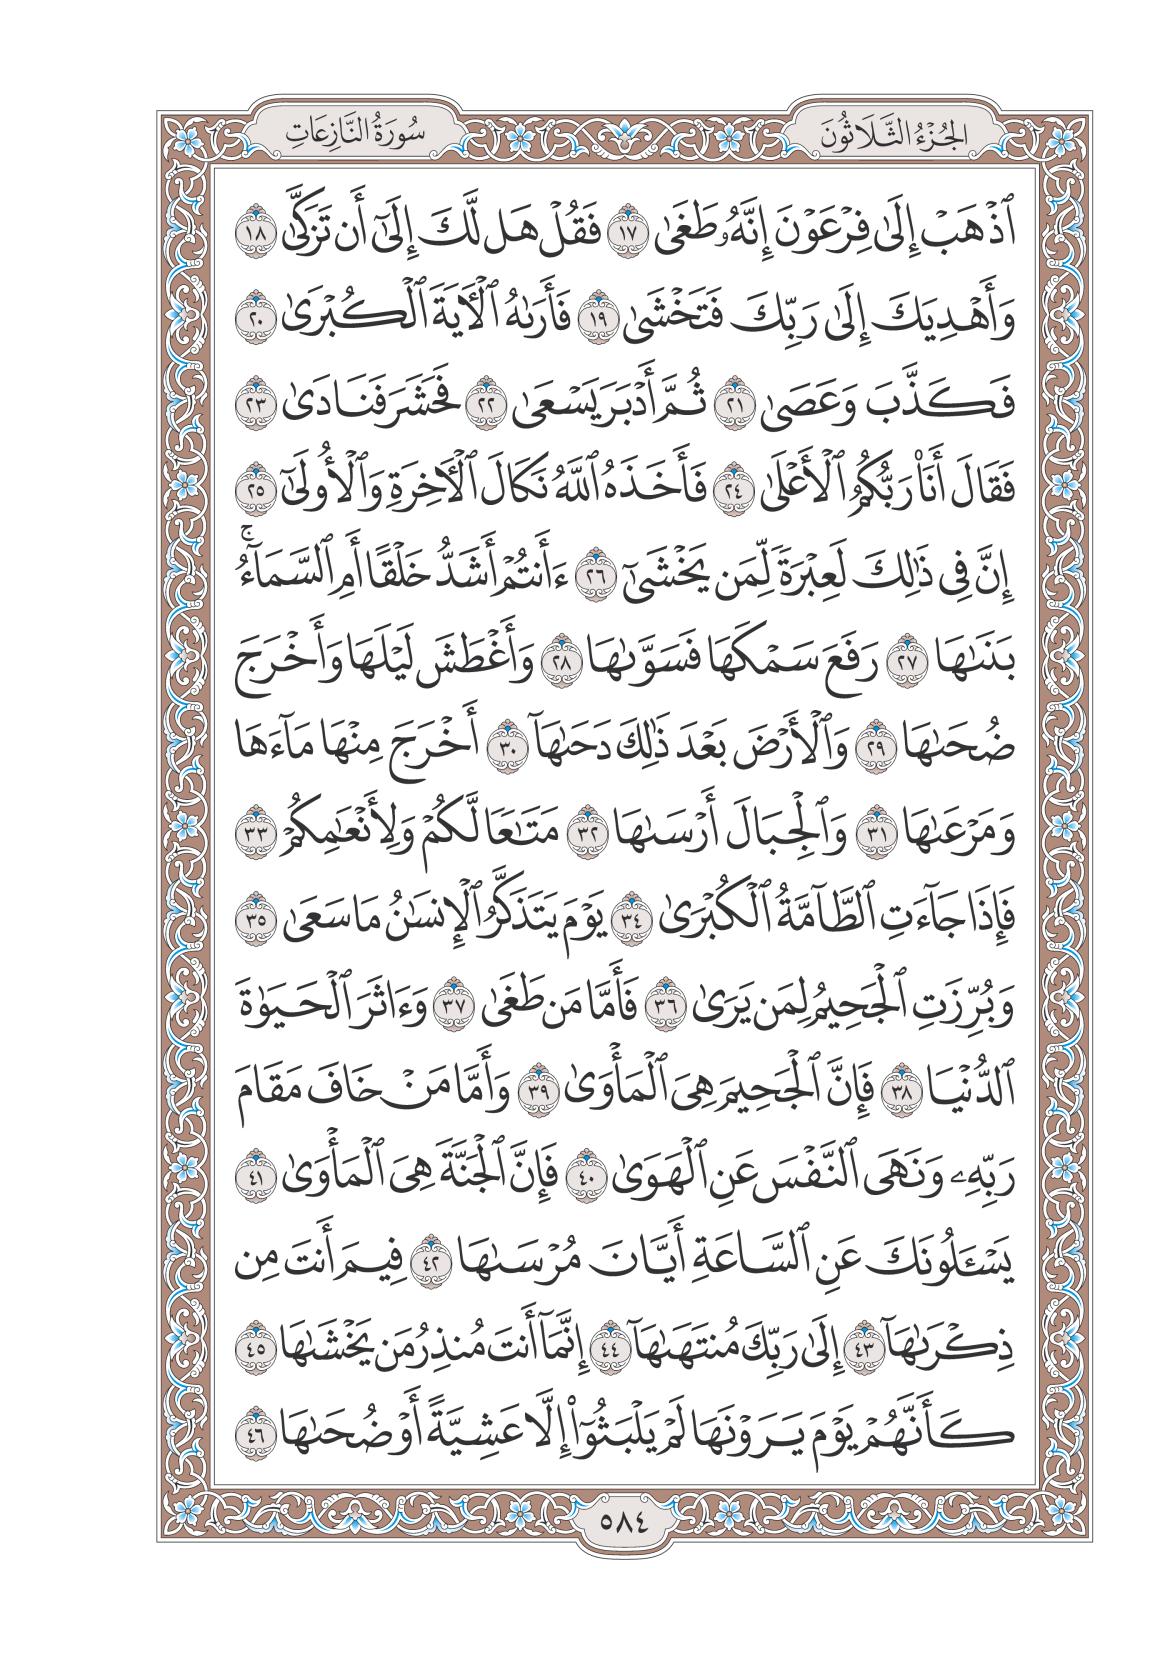 الجُزْءُ الثَّلَاثُونَ
سُورَةُ النَّازِعَاتِ
ٱذْهَبْ إِلَىٰ فِرْعَوْنَ إِنَّهُۥ طَغَىٰ ١٧ فَقُلْ هَل لَّكَ إِلَىٰٓ أَن تَزَكَّىٰ ١٨
وَأَهْدِيَكَ إِلَىٰ رَبِّكَ فَتَخْشَىٰ ١٩ فَأَرَىٰهُ ٱلْـَٔايَةَ ٱلْكُبْرَىٰ ٢٠
فَكَذَّبَ وَعَصَىٰ ٢١ ثُمَّ أَدْبَرَ يَسْعَىٰ ٢٢ فَحَشَرَ فَنَادَىٰ ٢٣
فَقَالَ أَنَا۠ رَبُّكُمُ ٱلْأَعْلَىٰ ٢٤ فَأَخَذَهُ ٱللَّهُ نَكَالَ ٱلْـَٔاخِرَةِ وَٱلْأُولَىٰٓ ٢٥
إِنَّ فِى ذَٰلِكَ لَعِبْرَةً لِّمَن يَخْشَىٰٓ ٢٦ ءَأَنتُمْ أَشَدُّ خَلْقًا أَمِ ٱلسَّمَآءُ ۚ
بَنَىٰهَا ٢٧ رَفَعَ سَمْكَهَا فَسَوَّىٰهَا ٢٨ وَأَغْطَشَ لَيْلَهَا وَأَخْرَجَ
ضُحَىٰهَا ٢٩ وَٱلْأَرْضَ بَعْدَ ذَٰلِكَ دَحَىٰهَآ ٣٠ أَخْرَجَ مِنْهَا مَآءَهَا
وَمَرْعَىٰهَا ٣١ وَٱلْجِبَالَ أَرْسَىٰهَا ٣٢ مَتَـٰعًا لَّكُمْ وَلِأَنْعَـٰمِكُمْ ٣٣
فَإِذَا جَآءَتِ ٱلطَّآمَّةُ ٱلْكُبْرَىٰ ٣٤ يَوْمَ يَتَذَكَّرُ ٱلْإِنسَـٰنُ مَا سَعَىٰ ٣٥
وَبُرِّزَتِ ٱلْجَحِيمُ لِمَن يَرَىٰ ٣٦ فَأَمَّا مَن طَغَىٰ ٣٧ وَءَاثَرَ ٱلْحَيَوٰةَ
ٱلدُّنْيَا ٣٨ فَإِنَّ ٱلْجَحِيمَ هِىَ ٱلْمَأْوَىٰ ٣٩ وَأَمَّا مَنْ خَافَ مَقَامَ
رَبِّهِۦ وَنَهَى ٱلنَّفْسَ عَنِ ٱلْهَوَىٰ ٤٠ فَإِنَّ ٱلْجَنَّةَ هِىَ ٱلْمَأْوَىٰ ٤١
يَسْـَٔلُونَكَ عَنِ ٱلسَّاعَةِ أَيَّانَ مُرْسَىٰهَا ٤٢ فِيمَ أَنتَ مِن
ذِكْرَىٰهَآ ٤٣ إِلَىٰ رَبِّكَ مُنتَهَىٰهَآ ٤٤ إِنَّمَآ أَنتَ مُنذِرُ مَن يَخْشَىٰهَا ٤٥
كَأَنَّهُمْ يَوْمَ يَرَوْنَهَا لَمْ يَلْبَثُوٓا۟ إِلَّا عَشِيَّةً أَوْ ضُحَىٰهَا ٤٦
٥٨٤